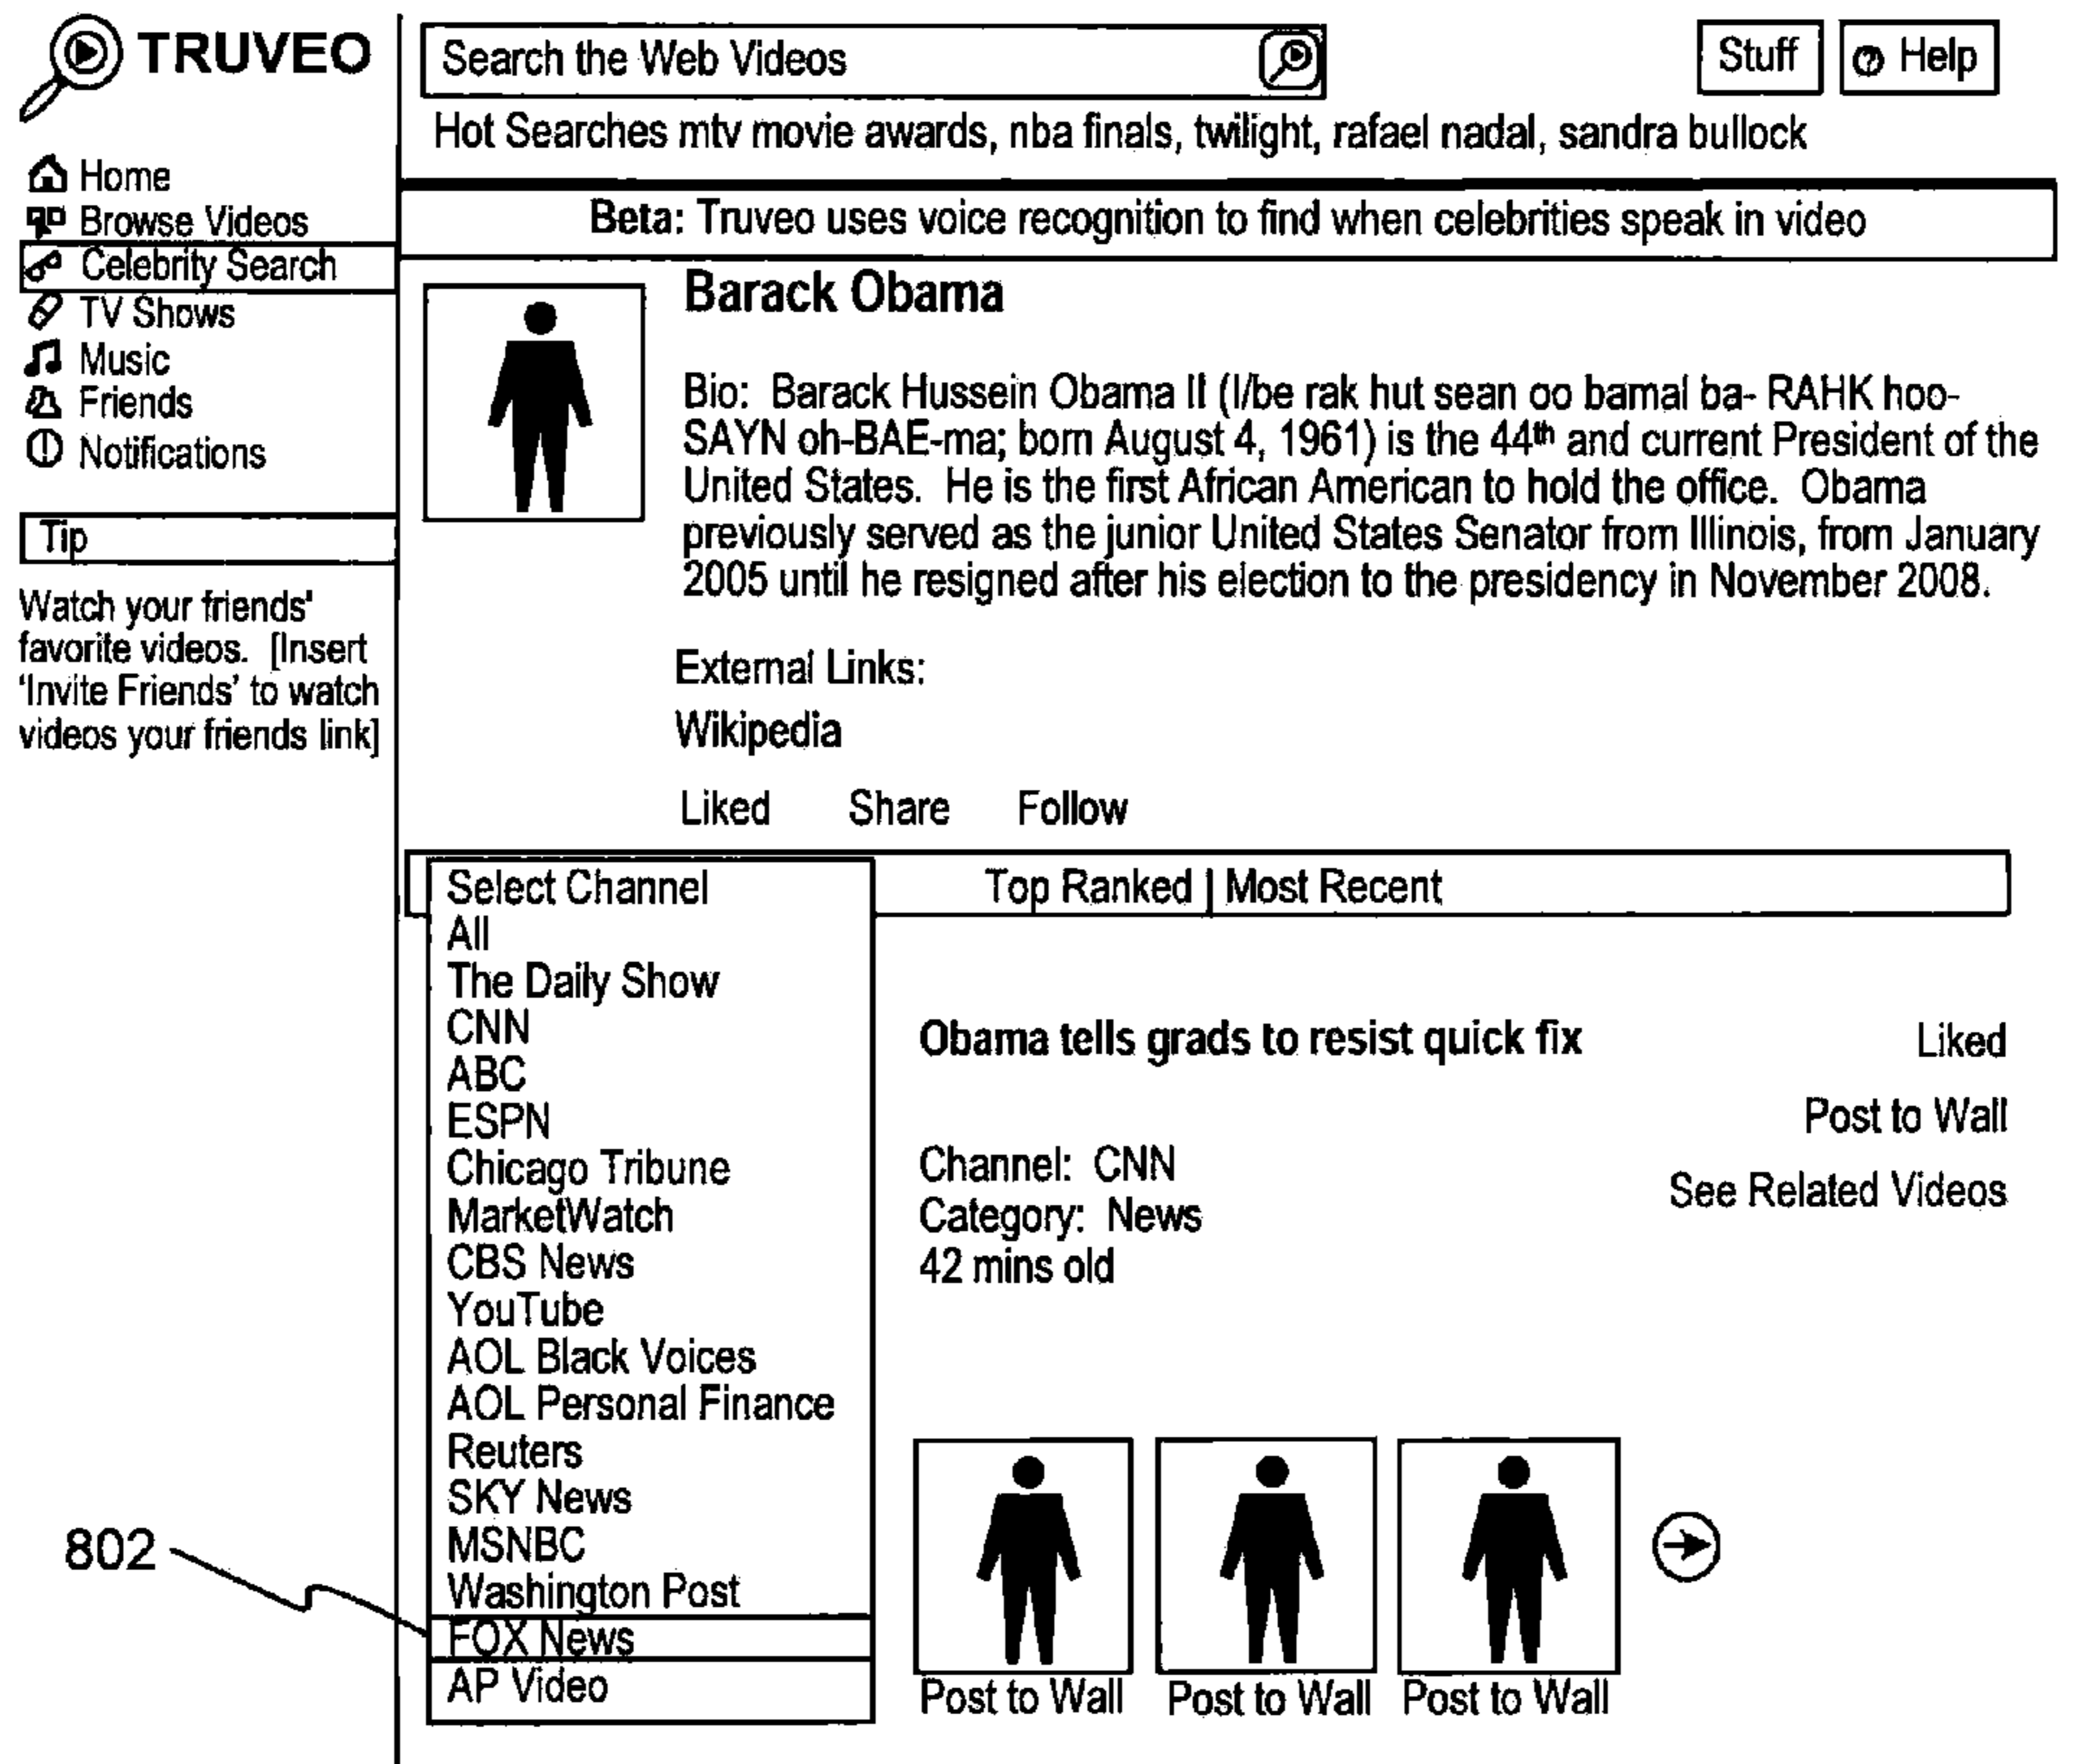 TRUVEO
Search the Web Videos
Stuff
Help
Hot Searches mtv movie awards, nba finals, twilight, rafael nadal, sandra bullock
Home
Browse Videos
Celebrity Search
TV Shows
Music
Friends
Notifications
Tip
Watch your friends'
favorite videos. [Insert
'Invite Friends' to watch
videos your friends link]
Beta: Truveo uses voice recognition to find when celebrities speak in video
Barack Obama
Bio: Barack Hussein Obama II (I/be rak hut sean oo bamal ba- RAHK hoo-
SAYN oh-BAE-ma; born August 4, 1961) is the 44th and current President of the
United States. He is the first African American to hold the office. Obama
previously served as the junior United States Senator from Illinois, from January
2005 until he resigned after his election to the presidency in November 2008.
External Links:
Wikipedia
Liked Share Follow
Top Ranked | Most Recent
Select Channel
All
The Daily Show
CNN
ABC
ESPN
Chicago Tribune
MarketWatch
CBS News
YouTube
AOL Black Voices
AOL Personal Finance
Reuters
SKY News
MSNBC
Washington Post
FOX News
AP Video
802
Obama tells grads to resist quick fix
Channel: CNN
Category: News
42 mins old
Liked
Post to Wall
See Related Videos
Post to Wall Post to Wall Post to Wall